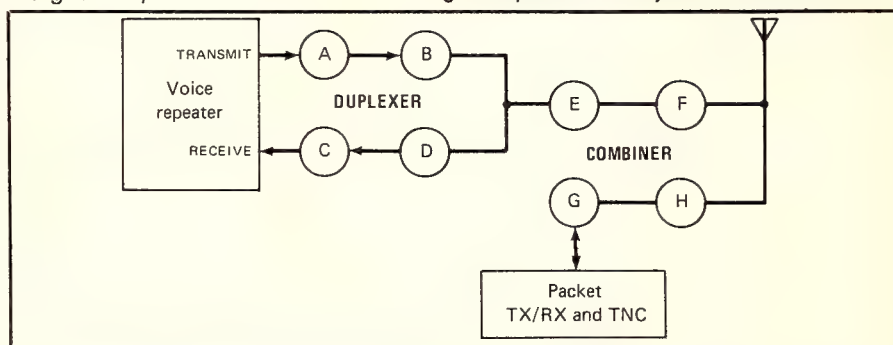 TRANSMIT
A
B
Voice
repeater
DUPLEXER
E
F
RECEIVE
C
D
COMBINER
G
H
Packet
TX/RX and TNC